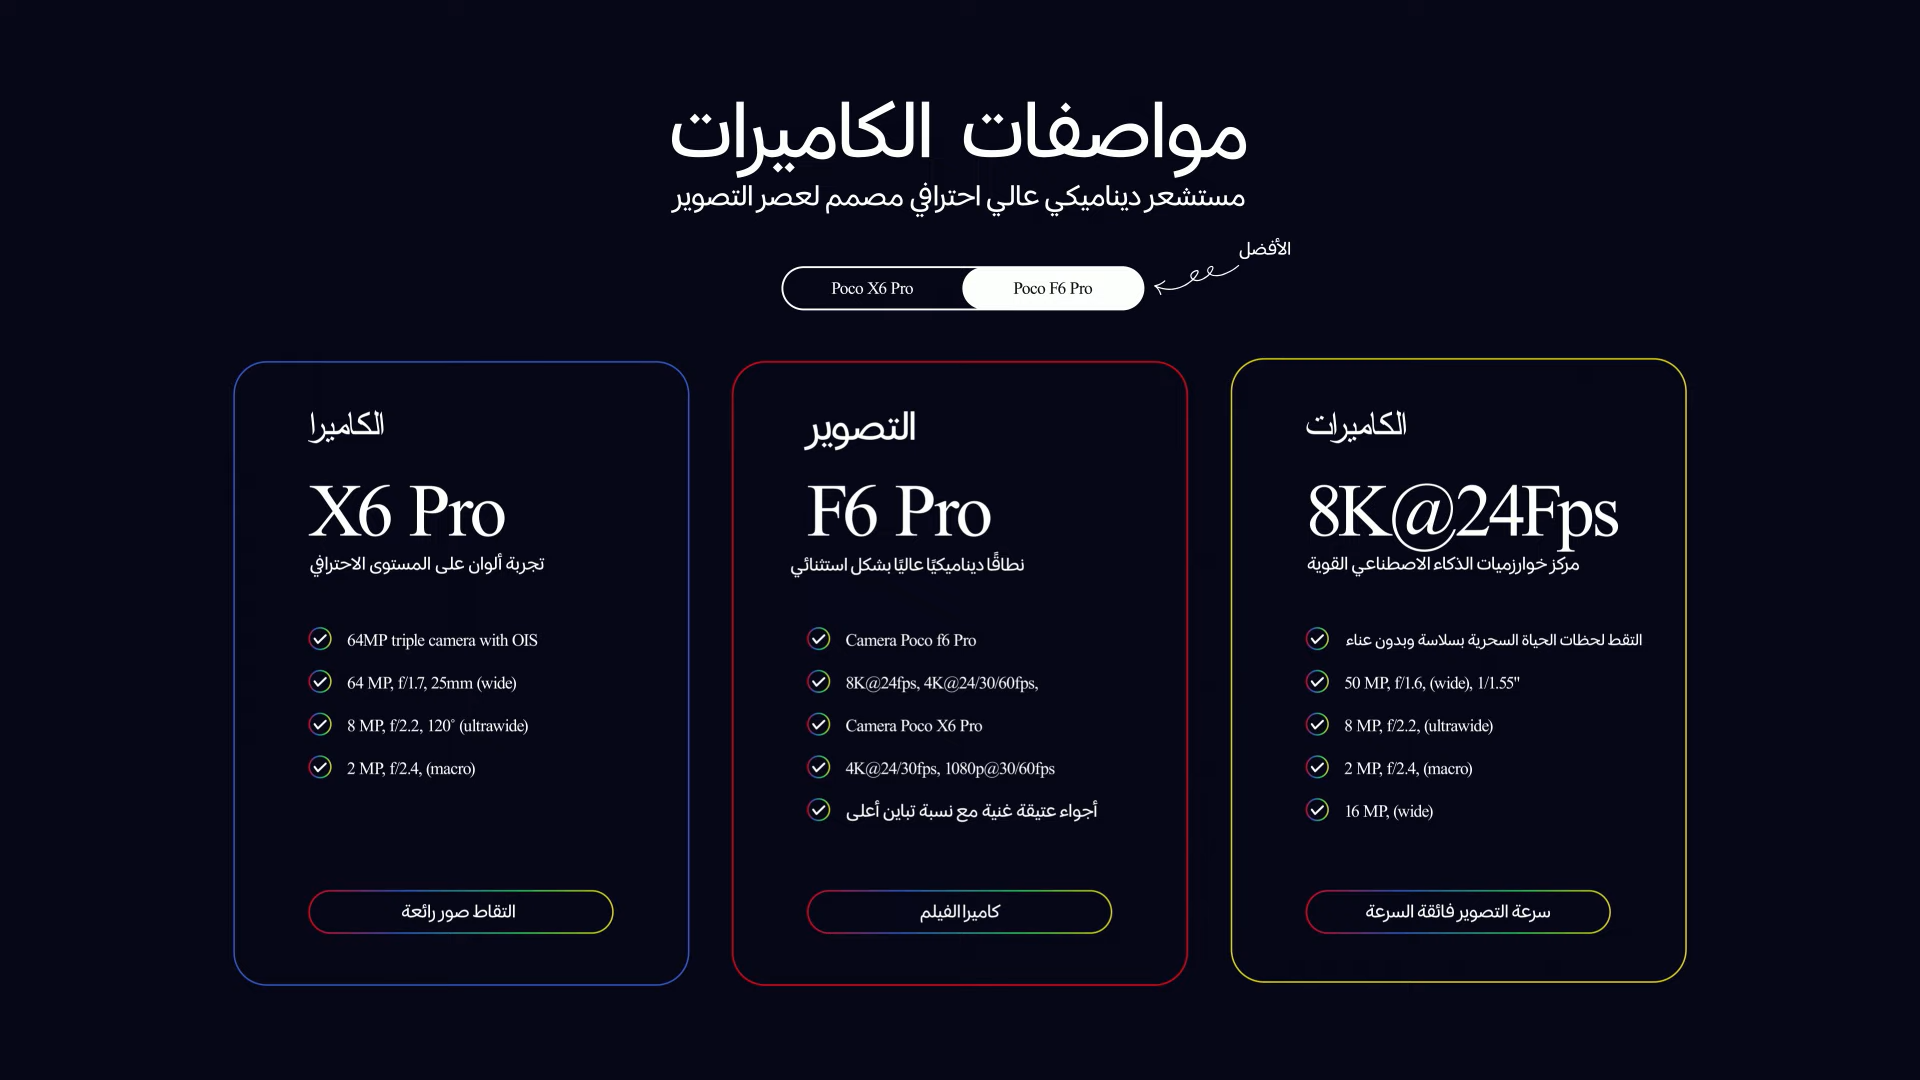 مواصفات الكاميرات
مستشعر ديناميكي عالي احترافي مصمم لعصر التصوير
الأفضل
Poco X6 Pro
Poco F6 Pro
الكاميرا
X6 Pro
تجربة ألوان على المستوى الاحترافي
64MP triple camera with OIS
64 MP, f/1.7, 25mm (wide)
8 MP, f/2.2, 120° (ultrawide)
2 MP, f/2.4, (macro)
التقاط صور رائعة
التصوير
F6 Pro
نطاقًا ديناميكيًا عاليًا بشكل استثنائي
Camera Poco f6 Pro
8K@24fps, 4K@24/30/60fps,
Camera Poco X6 Pro
4K@24/30fps, 1080p@30/60fps
أجواء عتيقة غنية مع نسبة تباين أعلى
كاميرا الفيلم
الكاميرات
8K@24Fps
مركز خوارزميات الذكاء الاصطناعي القوية
التقط لحظات الحياة السحرية بسلاسة وبدون عناء
50 MP, f/1.6, (wide), 1/1.55"
8 MP, f/2.2, (ultrawide)
2 MP, f/2.4, (macro)
16 MP, (wide)
سرعة التصوير فائقة السرعة